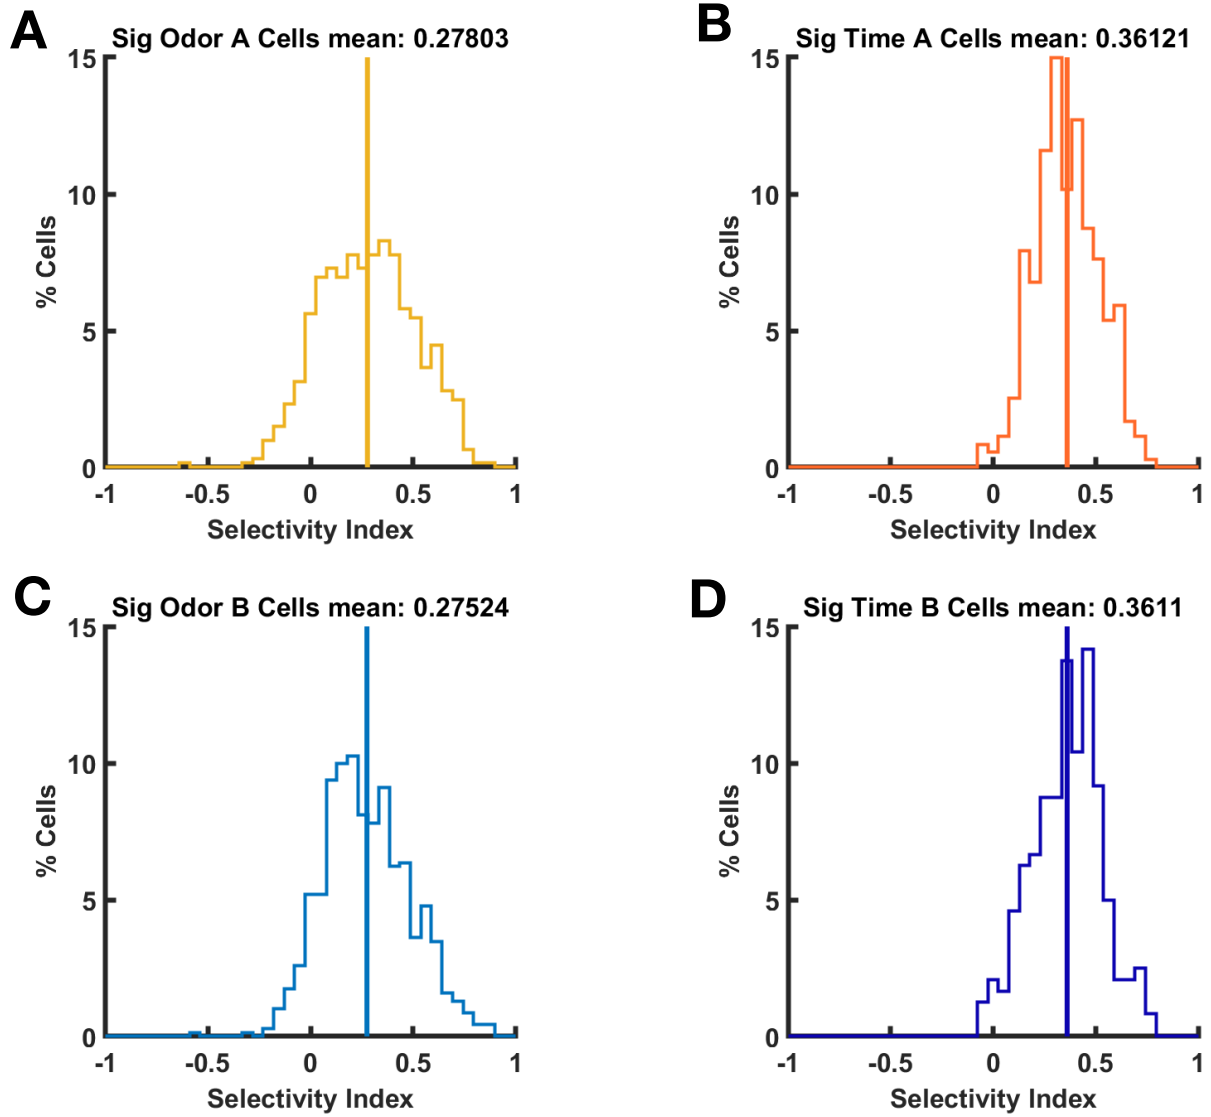 A
Sig Odor A Cells mean: 0.27803
15
10
5
0
% Cells
-1 -0.5 0 0.5 1
Selectivity Index
B
Sig Time A Cells mean: 0.36121
15
10
5
0
% Cells
-1 -0.5 0 0.5 1
Selectivity Index
C
Sig Odor B Cells mean: 0.27524
15
10
5
0
% Cells
-1 -0.5 0 0.5 1
Selectivity Index
D
Sig Time B Cells mean: 0.3611
15
10
5
0
% Cells
-1 -0.5 0 0.5 1
Selectivity Index